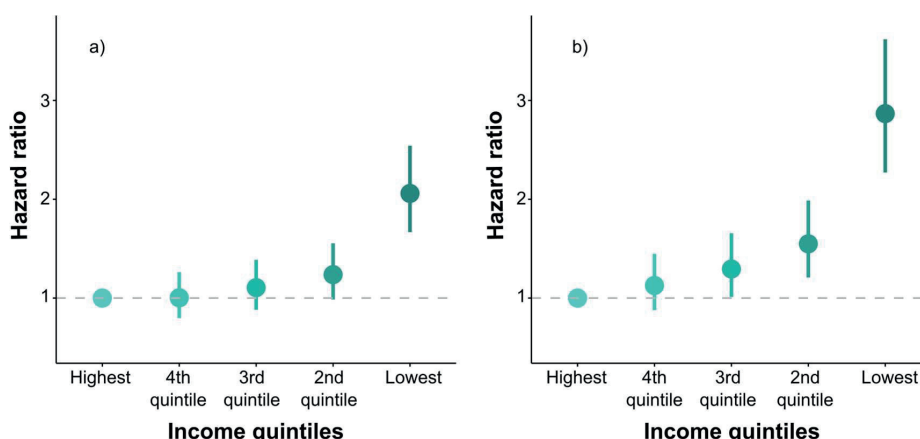 a)
Hazard ratio
3
2
1
Highest
4th quintile
3rd quintile
2nd quintile
Lowest
Income quintiles
b)
Hazard ratio
3
2
1
Highest
4th quintile
3rd quintile
2nd quintile
Lowest
Income quintiles